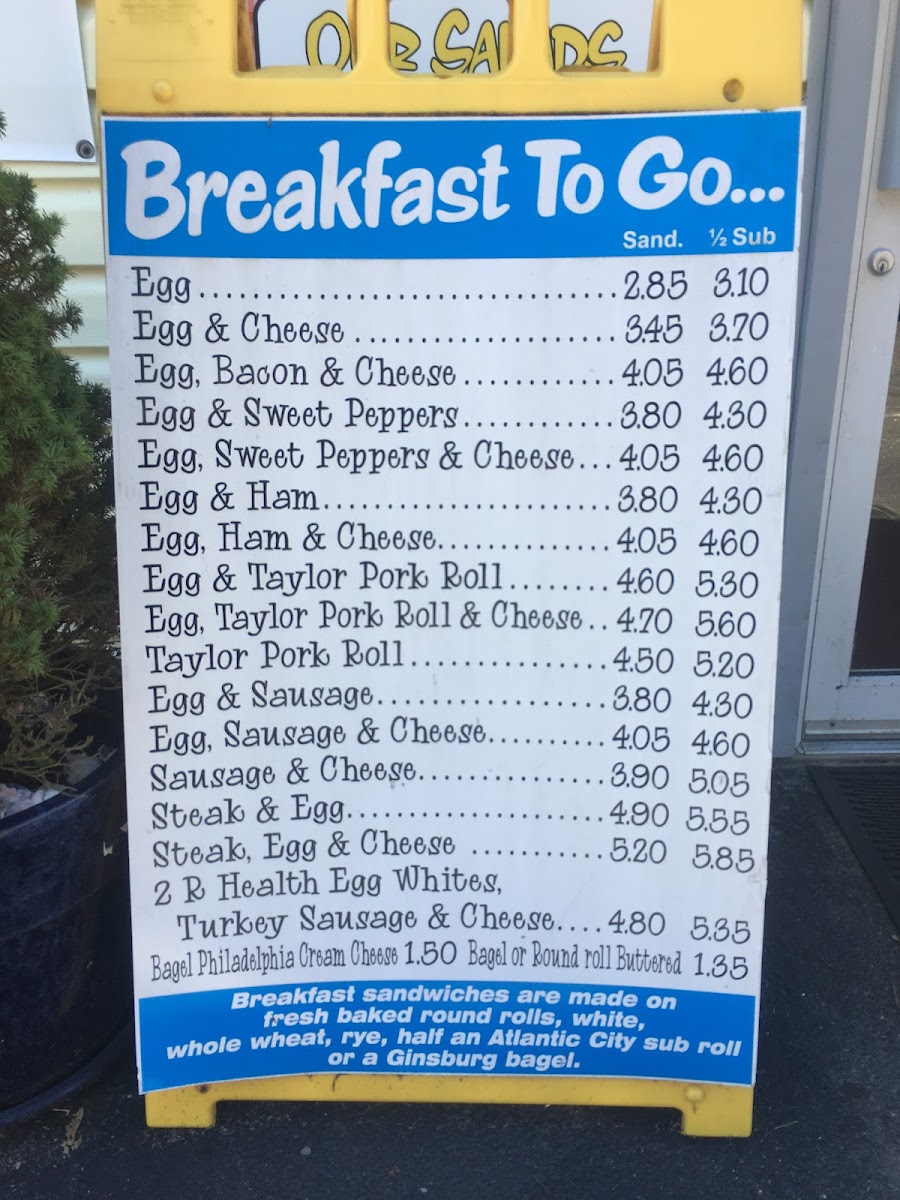 Breakfast To Go...
Sand. ½ Sub
Egg................................2.85 3.10
Egg & Cheese ....................3.45 3.70
Egg, Bacon & Cheese............4.05 4.60
Egg & Sweet Peppers............3.80 4.30
Egg, Sweet Peppers & Cheese...4.05 4.60
Egg & Ham......................3.80 4.30
Egg, Ham & Cheese.............4.05 4.60
Egg & Taylor Pork Roll........4.60 5.30
Egg, Taylor Pork Roll & Cheese..4.70 5.60
Taylor Pork Roll...............4.50 5.20
Egg & Sausage..................3.80 4.30
Egg, Sausage & Cheese.........4.05 4.60
Sausage & Cheese..............3.90 5.05
Steak & Egg....................4.90 5.55
Steak, Egg & Cheese ..........5.20 5.85
2 R Health Egg Whites,
Turkey Sausage & Cheese....4.80 5.35
Bagel Philadelphia Cream Cheese 1.50 Bagel or Round roll Buttered 1.35
Breakfast sandwiches are made on
fresh baked round rolls, white,
whole wheat, rye, half an Atlantic City sub roll
or a Ginsburg bagel.